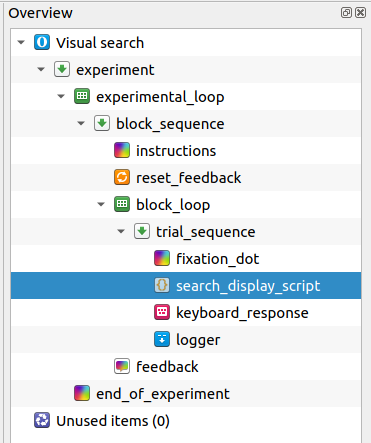 Overview
Visual search
experiment
experimental_loop
block_sequence
instructions
reset_feedback
block_loop
trial_sequence
fixation_dot
search_display_script
keyboard_response
logger
feedback
end_of_experiment
Unused items (0)